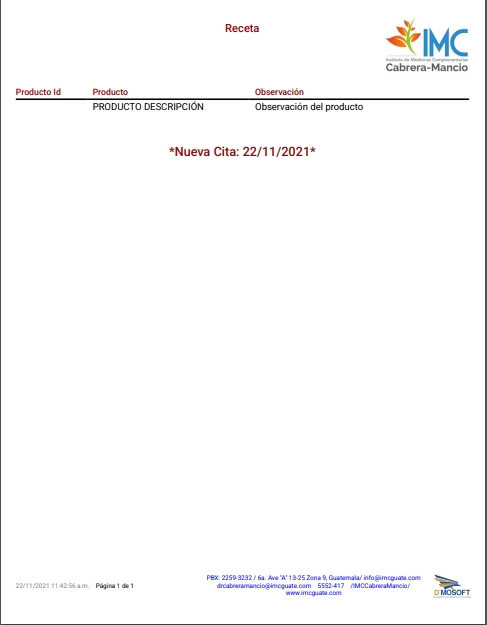 Receta
IMC
Instituto de Medicinas Complementarias
Cabrera-Mancio
Producto Id Producto Observación
PRODUCTO DESCRIPCIÓN Observación del producto
*Nueva Cita: 22/11/2021*
PBX: 2259-3232 / 6a. Ave "A" 13-25 Zona 9, Guatemala/ info@imcguate.com
22/11/2021 11:42:56 a.m. Página 1 de 1 drcabreramancio@imcguate.com 5552-417 /IMCCabreraMancio/
www.imcguate.com
D'MOSOFT